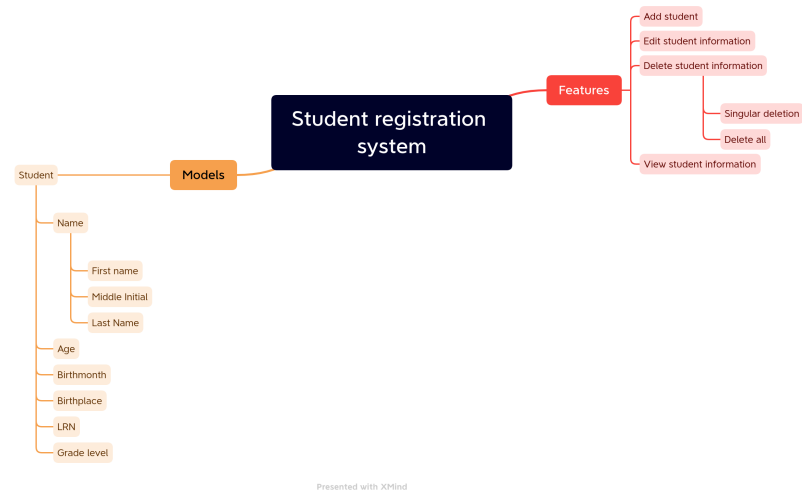 Student registration
system
Features
Add student
Edit student information
Delete student information
Singular deletion
Delete all
View student information
Models
Student
Name
First name
Middle Initial
Last Name
Age
Birthmonth
Birthplace
LRN
Grade level
Presented with XMind